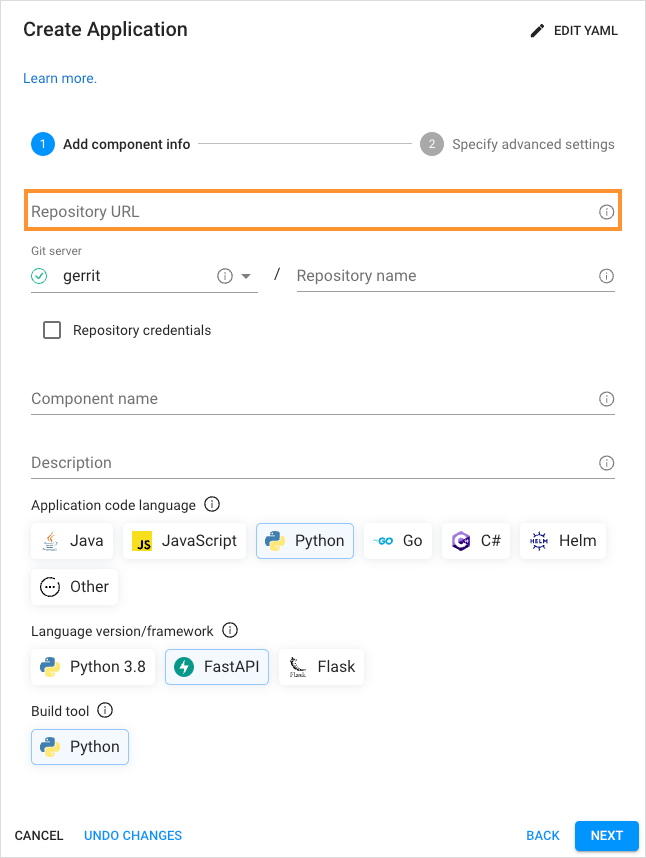 Create Application
EDIT YAML
Learn more.
1 Add component info
2 Specify advanced settings
Repository URL
Git server
gerrit / Repository name
Repository credentials
Component name
Description
Application code language
Java JS JavaScript Python GO Go C# HELM Helm
Other
Language version/framework
Python 3.8 FastAPI Flask Flask
Build tool
Python
CANCEL UNDO CHANGES BACK NEXT